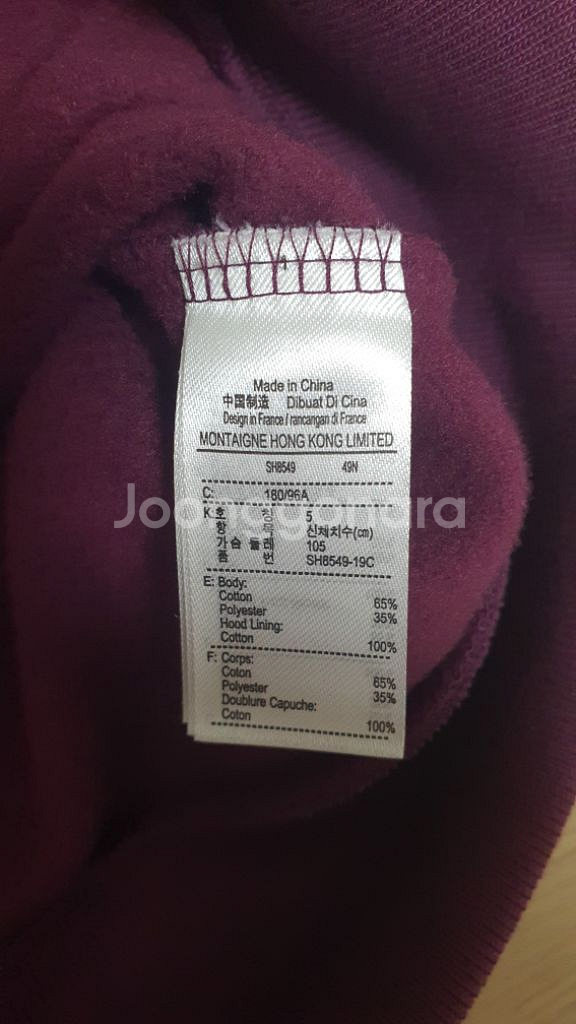 Made in China
中国制造 Dibuat Di Cina
Design in France / rancangan di France
MONTAIGNE HONG KONG LIMITED
SH8549 49N
C: 180/96A
Joonggonara
K: 호 칭 5
항 목 신체치수(cm)
가슴 둘레 105
품 번 SH8549-19C
E: Body:
Cotton 65%
Polyester 35%
Hood Lining:
Cotton 100%
F: Corps:
Coton 65%
Polyester 35%
Doublure Capuche:
Coton 100%